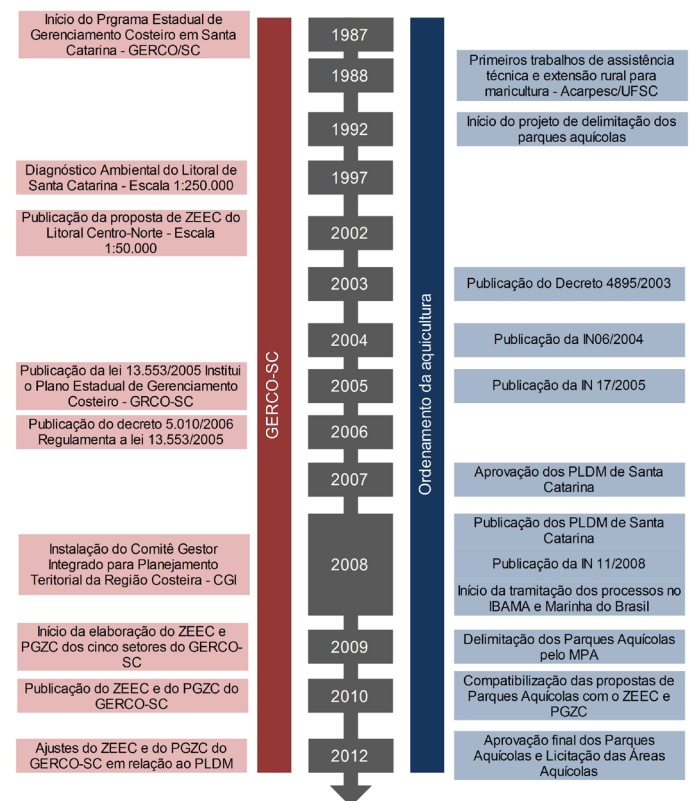 Início do Prgrama Estadual de
Gerenciamento Costeiro em Santa
Catarina - GERCO/SC
1987
1988
Primeiros trabalhos de assistência
técnica e extensão rural para
maricultura - Acarpesc/UFSC
1992
Início do projeto de delimitação dos
parques aquícolas
Diagnóstico Ambiental do Litoral de
Santa Catarina - Escala 1:250.000
1997
Publicação da proposta de ZEEC do
Litoral Centro-Norte - Escala
1:50.000
2002
2003
Publicação do Decreto 4895/2003
2004
Publicação da IN06/2004
Publicação da lei 13.553/2005 Institui
o Plano Estadual de Gerenciamento
Costeiro - GRCO-SC
2005
Publicação da IN 17/2005
Publicação do decreto 5.010/2006
Regulamenta a lei 13.553/2005
2006
GERCO-SC
Ordenamento da aquicultura
2007
Aprovação dos PLDM de Santa
Catarina
Instalação do Comitê Gestor
Integrado para Planejamento
Teritorial da Região Costeira - CGI
2008
Publicação dos PLDM de Santa
Catarina
Publicação da IN 11/2008
Início da tramitação dos processos no
IBAMA e Marinha do Brasil
Início da elaboração do ZEEC e
PGZC dos cinco setores do GERCO-
SC
2009
Delimitação dos Parques Aquícolas
pelo MPA
Publicação do ZEEC e do PGZC do
GERCO-SC
2010
Compatibilização das propostas de
Parques Aquícolas com o ZEEC e
PGZC
Ajustes do ZEEC e do PGZC do
GERCO-SC em relação ao PLDM
2012
Aprovação final dos Parques
Aquícolas e Licitação das Áreas
Aquícolas